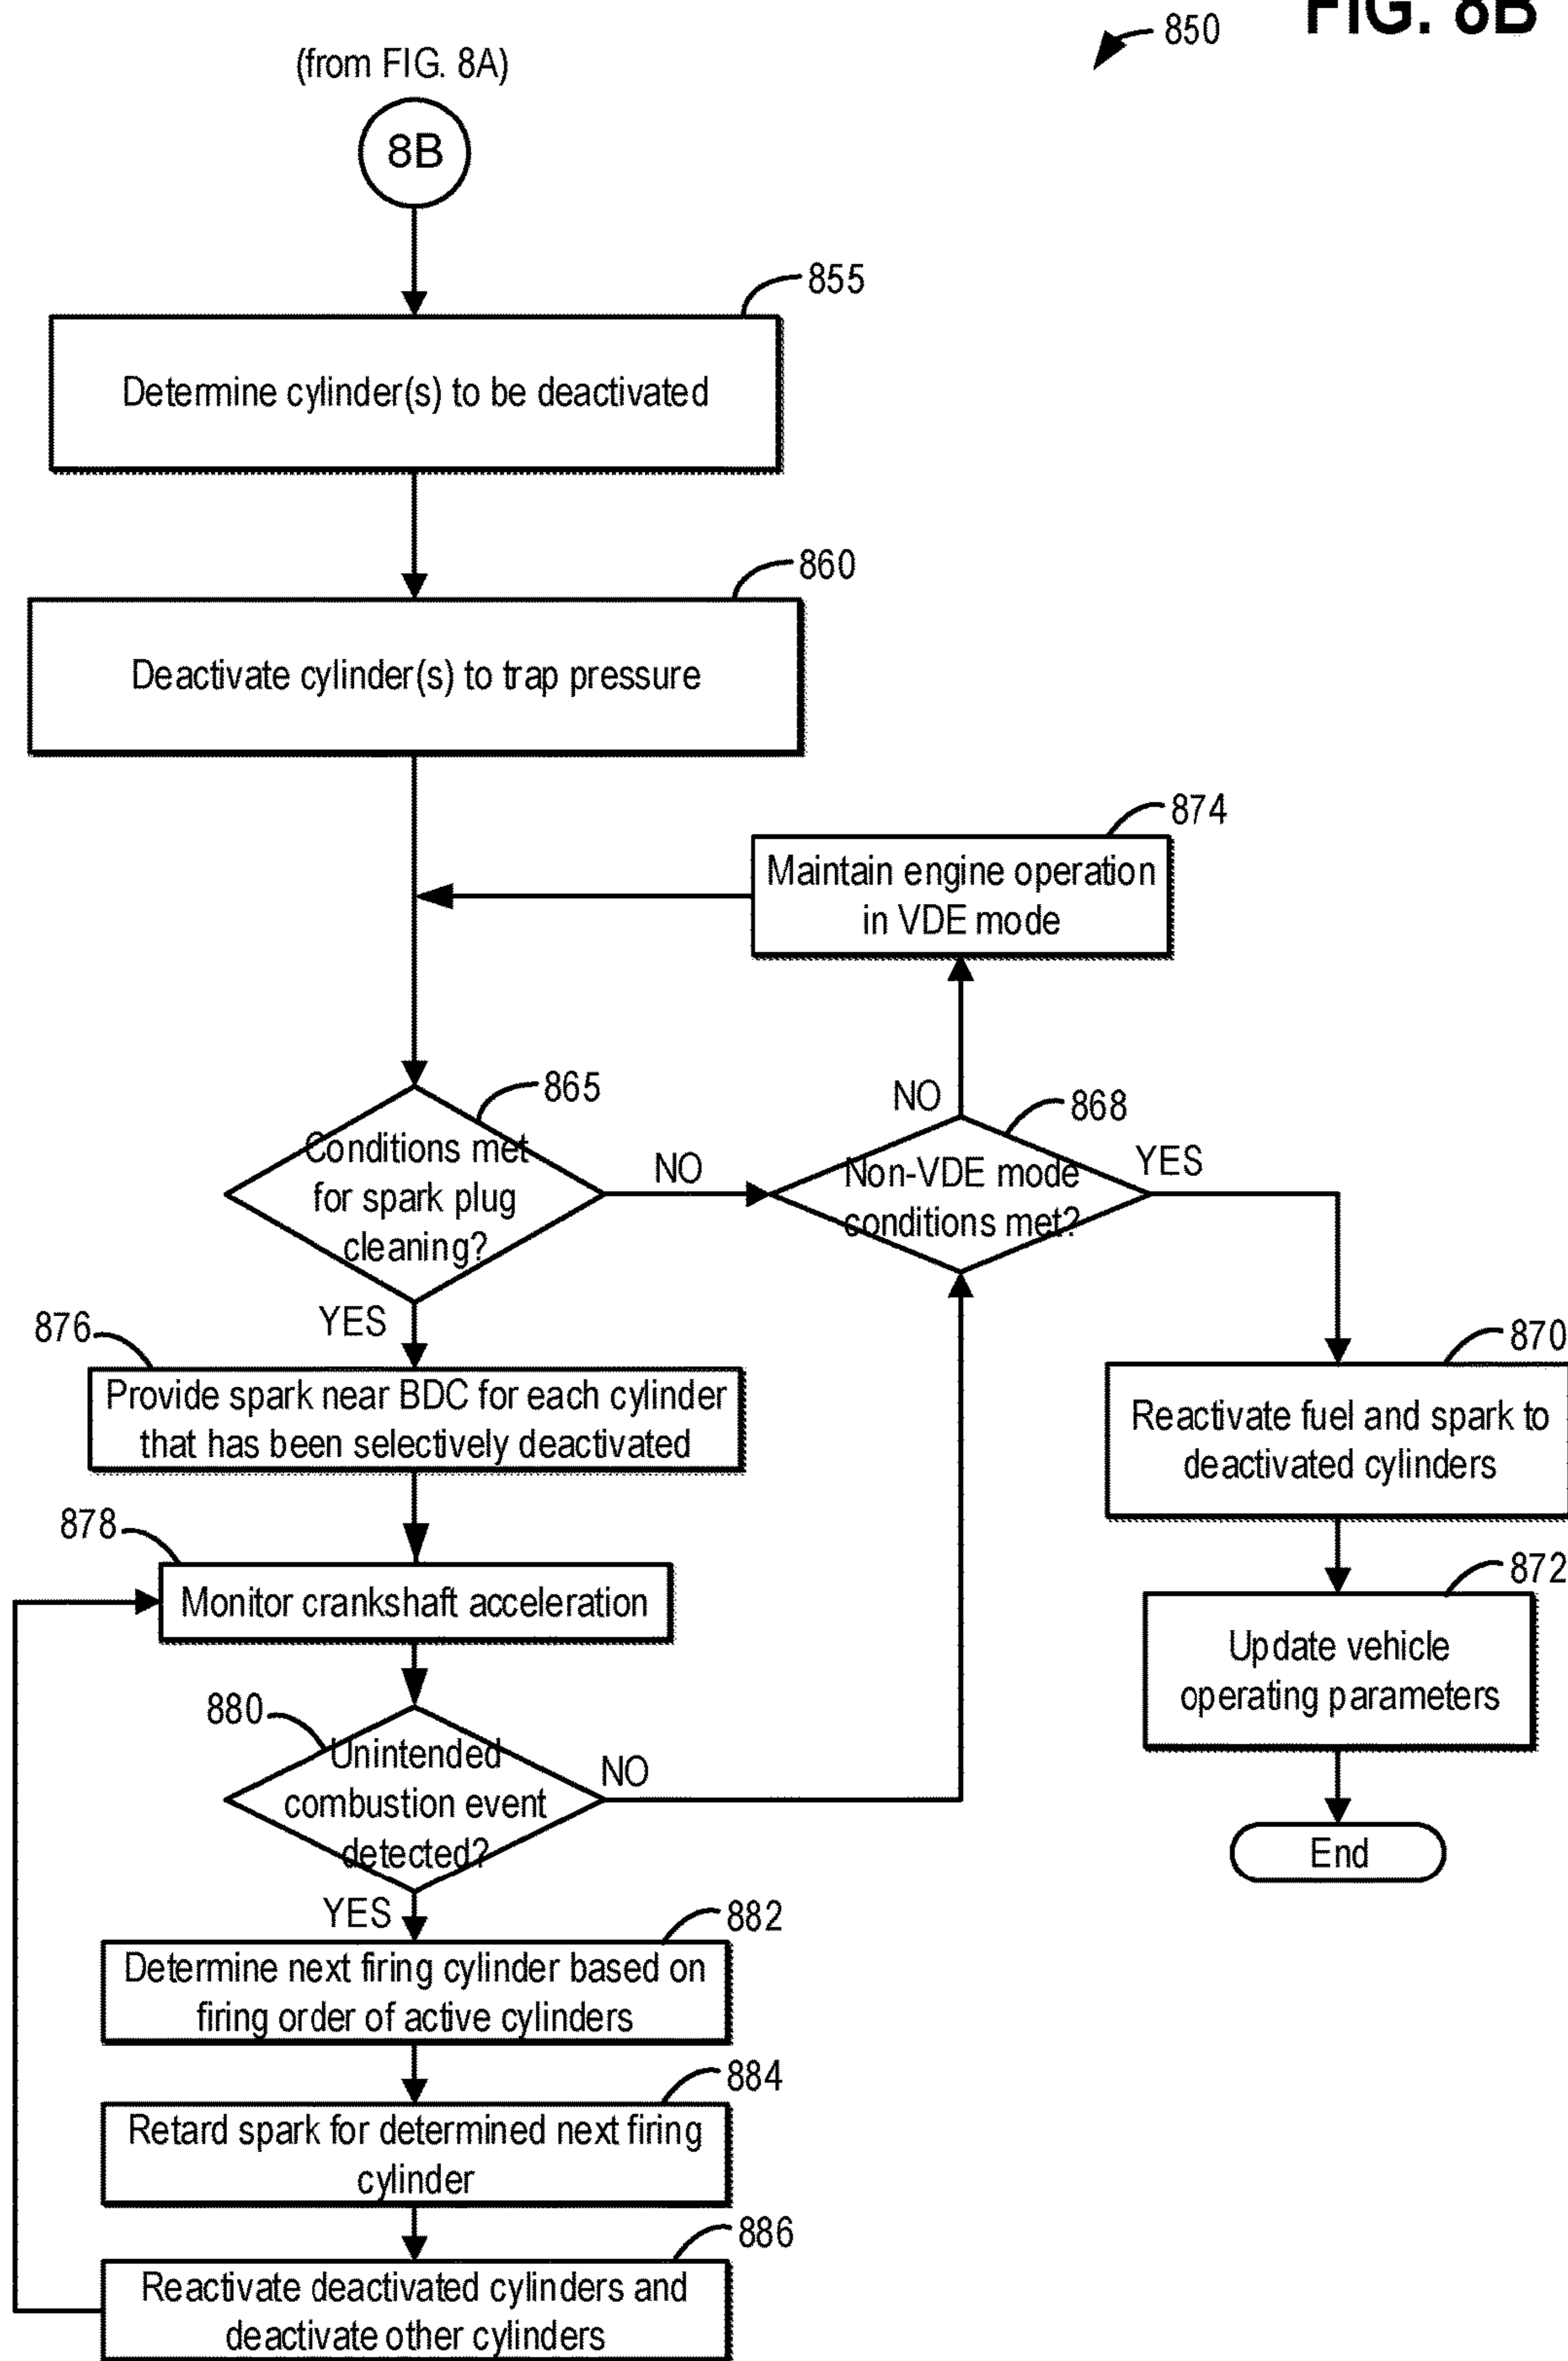 FIG. 8B
850
(from FIG. 8A)
8B
855
Determine cylinder(s) to be deactivated
860
Deactivate cylinder(s) to trap pressure
874
Maintain engine operation
in VDE mode
865
Conditions met
for spark plug
cleaning?
NO
YES
868
Non-VDE mode
conditions met?
NO
YES
876
Provide spark near BDC for each cylinder
that has been selectively deactivated
870
Reactivate fuel and spark to
deactivated cylinders
878
Monitor crankshaft acceleration
872
Update vehicle
operating parameters
880
Unintended
combustion event
detected?
NO
YES
End
882
Determine next firing cylinder based on
firing order of active cylinders
884
Retard spark for determined next firing
cylinder
886
Reactivate deactivated cylinders and
deactivate other cylinders